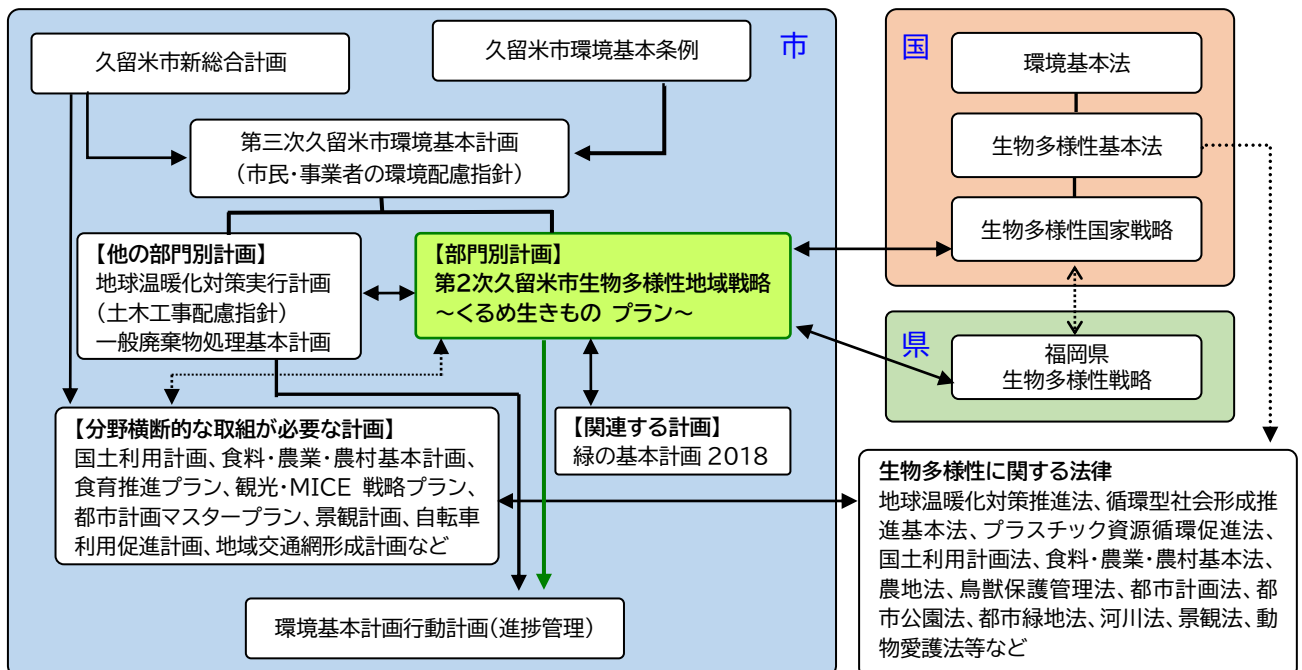 市
久留米市新総合計画
久留米市環境基本条例
第三次久留米市環境基本計画
(市民・事業者の環境配慮指針)
【他の部門別計画】
地球温暖化対策実行計画
(土木工事配慮指針)
一般廃棄物処理基本計画
【部門別計画】
第2次久留米市生物多様性地域戦略
～くるめ生きもの プラン～
【分野横断的な取組が必要な計画】
国土利用計画、食料・農業・農村基本計画、
食育推進プラン、観光・MICE 戦略プラン、
都市計画マスタープラン、景観計画、自転車
利用促進計画、地域交通網形成計画など
【関連する計画】
緑の基本計画 2018
環境基本計画行動計画(進捗管理)
国
環境基本法
生物多様性基本法
生物多様性国家戦略
県
福岡県
生物多様性戦略
生物多様性に関する法律
地球温暖化対策推進法、循環型社会形成推
進基本法、プラスチック資源循環促進法、
国土利用計画法、食料・農業・農村基本法、
農地法、鳥獣保護管理法、都市計画法、都
市公園法、都市緑地法、河川法、景観法、動
物愛護法等など